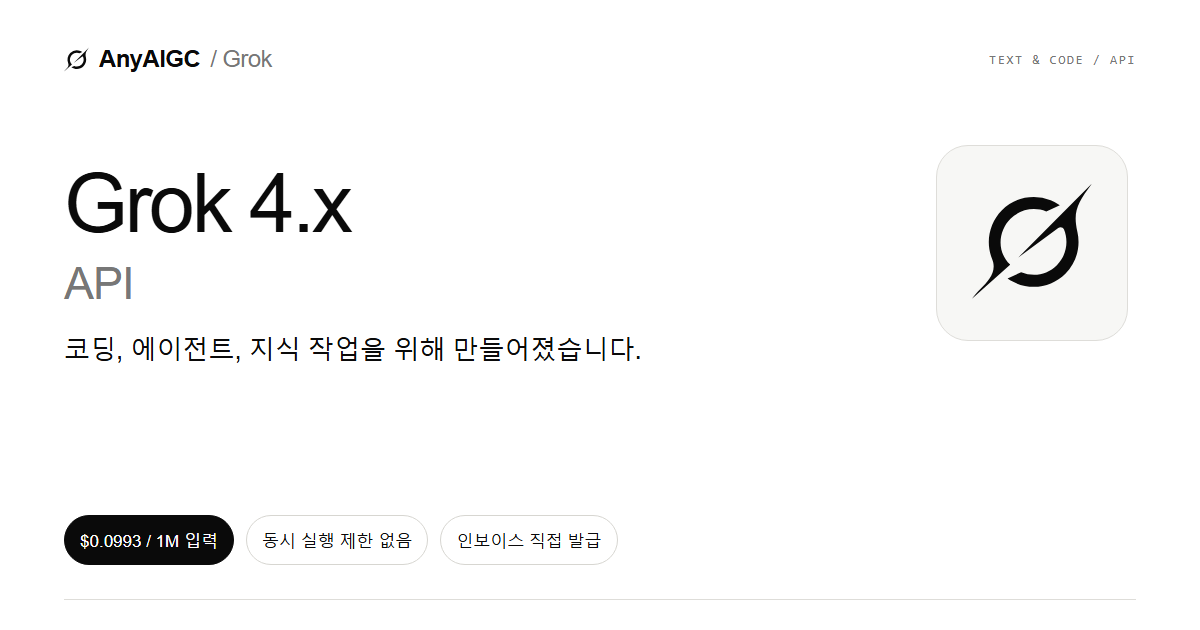 AnyAIGC / Grok
TEXT & CODE / API
Grok 4.x
API
코딩, 에이전트, 지식 작업을 위해 만들어졌습니다.
$0.0993 / 1M 입력
동시 실행 제한 없음
인보이스 직접 발급